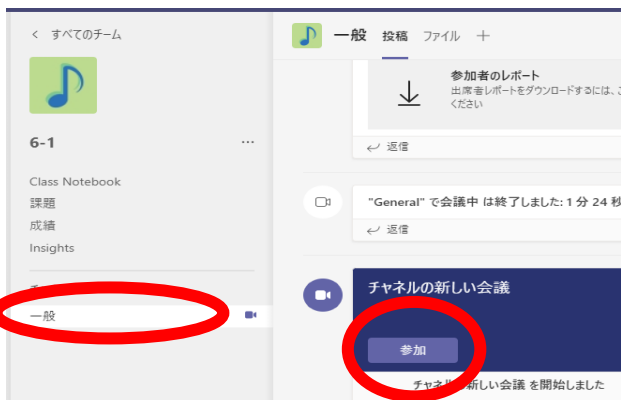 すべてのチーム
6-1
Class Notebook
課題
成績
Insights
一般
一般 投稿 ファイル
参加者のレポート
出席者レポートをダウンロードするには、
ください
返信
"General" で会議中 は終了しました: 1 分 24 秒
返信
チャネルの新しい会議
参加
新しい会議 を開始しました